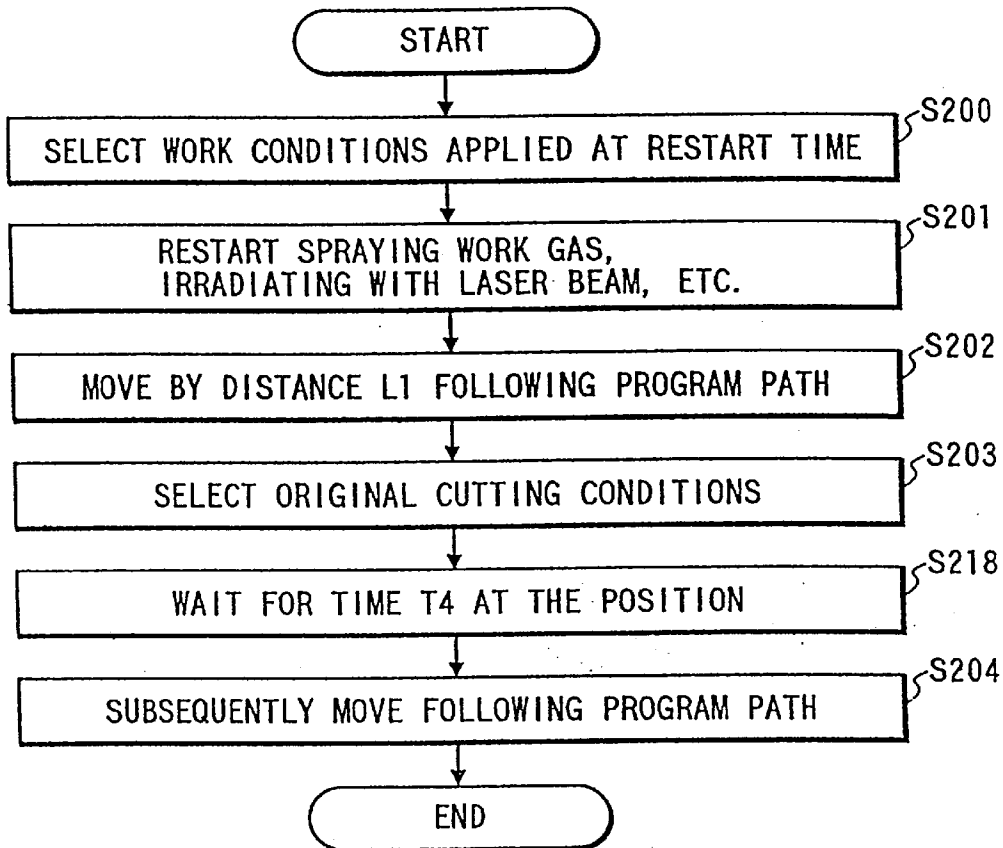 START
S200
SELECT WORK CONDITIONS APPLIED AT RESTART TIME
S201
RESTART SPRAYING WORK GAS,
IRRADIATING WITH LASER BEAM, ETC.
S202
MOVE BY DISTANCE L1 FOLLOWING PROGRAM PATH
S203
SELECT ORIGINAL CUTTING CONDITIONS
S218
WAIT FOR TIME T4 AT THE POSITION
S204
SUBSEQUENTLY MOVE FOLLOWING PROGRAM PATH
END